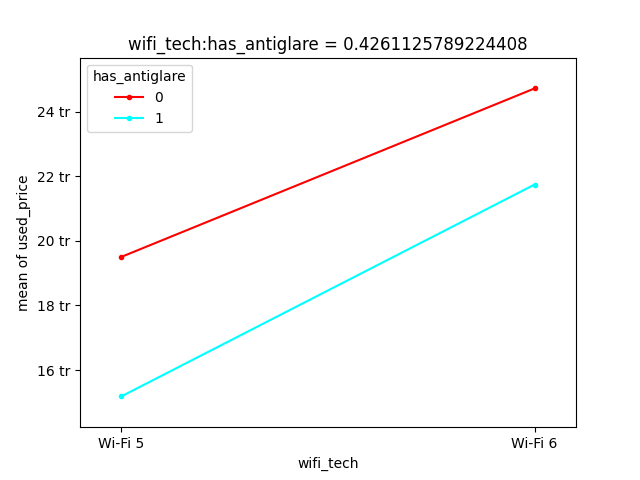 wifi_tech:has_antiglare = 0.4261125789224408
has_antiglare
0
1
24 tr
22 tr
20 tr
18 tr
16 tr
mean of used_price
Wi-Fi 5
Wi-Fi 6
wifi_tech